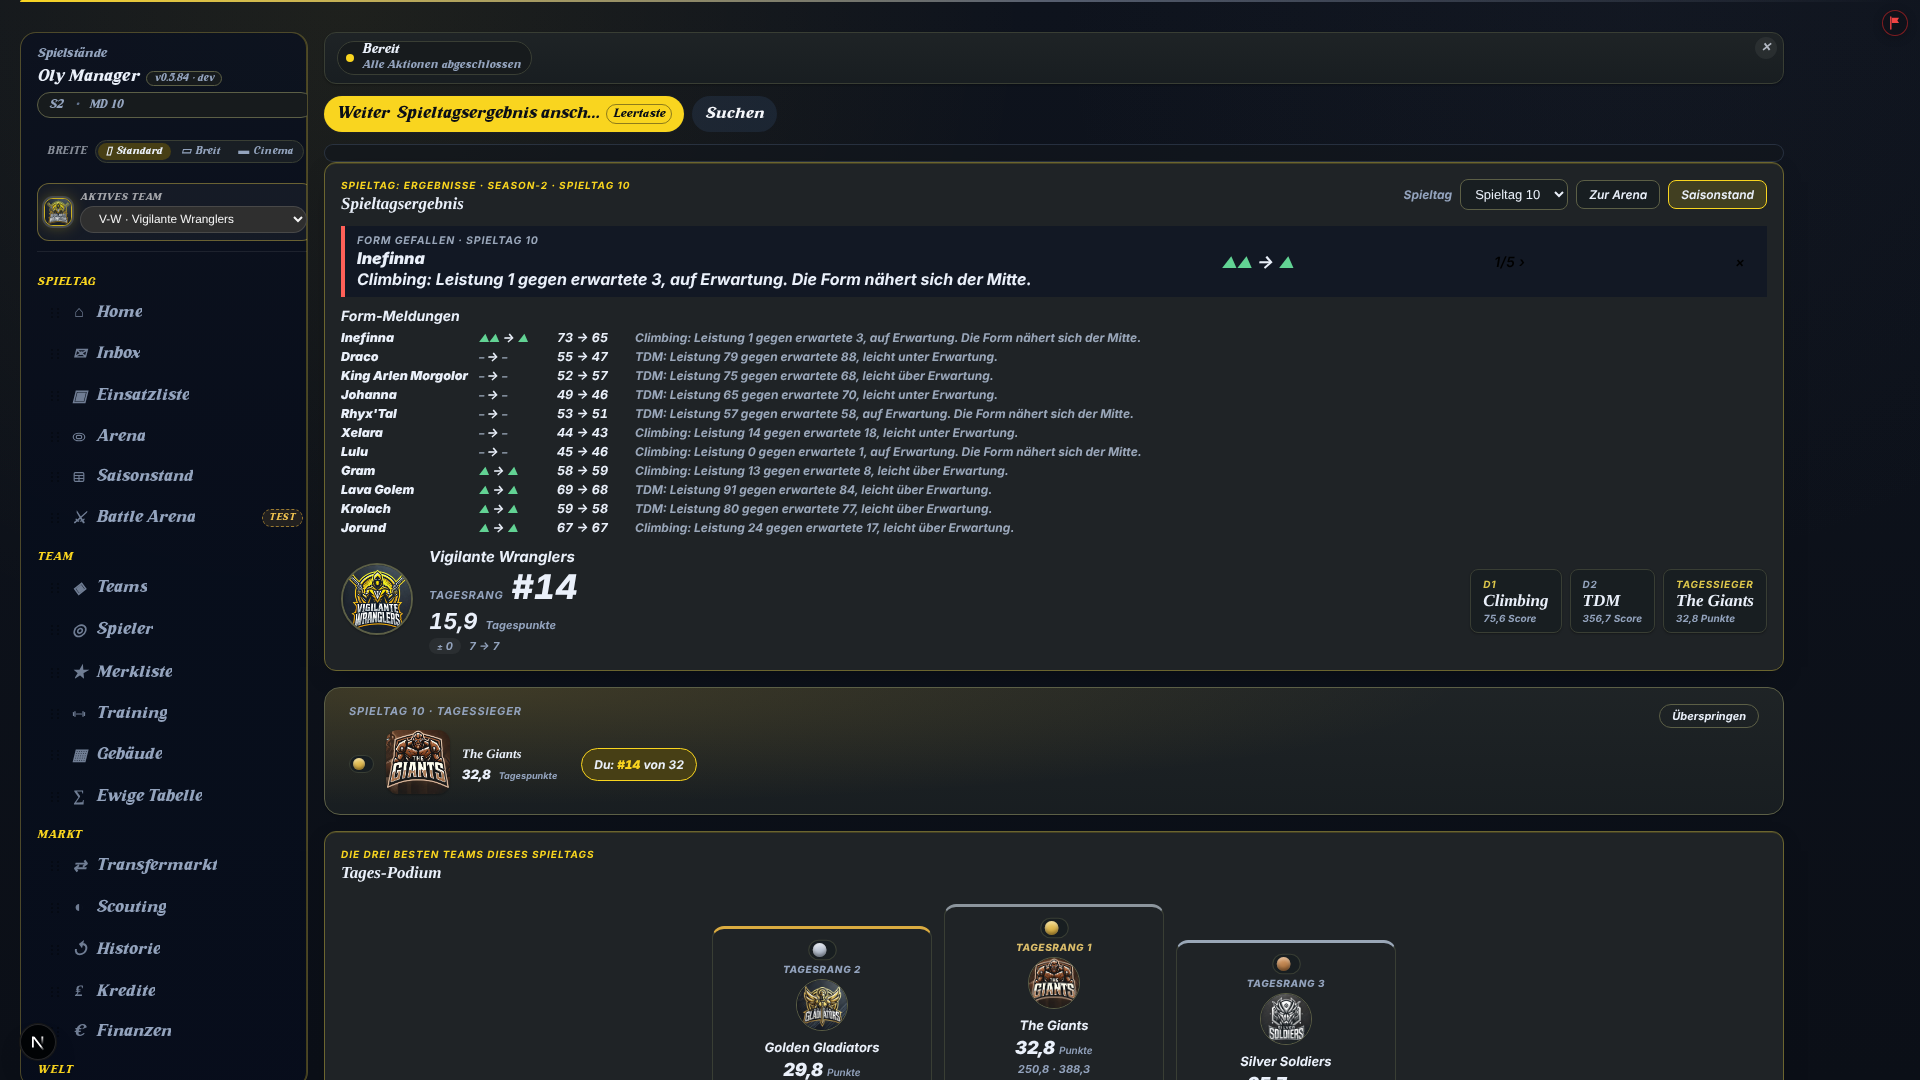 Spielstände
Oly Manager v0.5.84 · dev
S2 · MD 10
BREITE Standard Breit Cinema
AKTIVES TEAM
V-W · Vigilante Wranglers
SPIELTAG
Home
Inbox
Einsatzliste
Arena
Saisonstand
Battle Arena TEST
TEAM
Teams
Spieler
Merkliste
Training
Gebäude
Ewige Tabelle
MARKT
Transfermarkt
Scouting
Historie
Kredite
Finanzen
WELT
Bereit
Alle Aktionen abgeschlossen
Weiter Spieltagsergebnis ansch... Leertaste Suchen
SPIELTAG: ERGEBNISSE · SEASON-2 · SPIELTAG 10
Spieltagsergebnis
Spieltag Spieltag 10 Zur Arena Saisonstand
FORM GEFALLEN · SPIELTAG 10
Inefinna
Climbing: Leistung 1 gegen erwartete 3, auf Erwartung. Die Form nähert sich der Mitte.
▲▲ → ▲ 1/5 › ×
Form-Meldungen
Inefinna ▲▲ → ▲ 73 → 65 Climbing: Leistung 1 gegen erwartete 3, auf Erwartung. Die Form nähert sich der Mitte.
Draco – → – 55 → 47 TDM: Leistung 79 gegen erwartete 88, leicht unter Erwartung.
King Arlen Morgolor – → – 52 → 57 TDM: Leistung 75 gegen erwartete 68, leicht über Erwartung.
Johanna – → – 49 → 46 TDM: Leistung 65 gegen erwartete 70, leicht unter Erwartung.
Rhyx'Tal – → – 53 → 51 TDM: Leistung 57 gegen erwartete 58, auf Erwartung. Die Form nähert sich der Mitte.
Xelara – → – 44 → 43 Climbing: Leistung 14 gegen erwartete 18, leicht unter Erwartung.
Lulu – → – 45 → 46 Climbing: Leistung 0 gegen erwartete 1, auf Erwartung. Die Form nähert sich der Mitte.
Gram ▲ → ▲ 58 → 59 Climbing: Leistung 13 gegen erwartete 8, leicht über Erwartung.
Lava Golem ▲ → ▲ 69 → 68 TDM: Leistung 91 gegen erwartete 84, leicht über Erwartung.
Krolach ▲ → ▲ 59 → 58 TDM: Leistung 80 gegen erwartete 77, leicht über Erwartung.
Jorund ▲ → ▲ 67 → 67 Climbing: Leistung 24 gegen erwartete 17, leicht über Erwartung.
VIGILANTE WRANGLERS
Vigilante Wranglers
TAGESRANG #14
15,9 Tagespunkte
± 0 7 → 7
D1
Climbing
75,6 Score
D2
TDM
356,7 Score
TAGESSIEGER
The Giants
32,8 Punkte
SPIELTAG 10 · TAGESSIEGER
Überspringen
THE GIANTS
The Giants
32,8 Tagespunkte
Du: #14 von 32
DIE DREI BESTEN TEAMS DIESES SPIELTAGS
Tages-Podium
TAGESRANG 2
GLADIATORS
Golden Gladiators
29,8 Punkte
TAGESRANG 1
THE GIANTS
The Giants
32,8 Punkte
250,8 · 388,3
TAGESRANG 3
SOLDIERS
Silver Soldiers
N